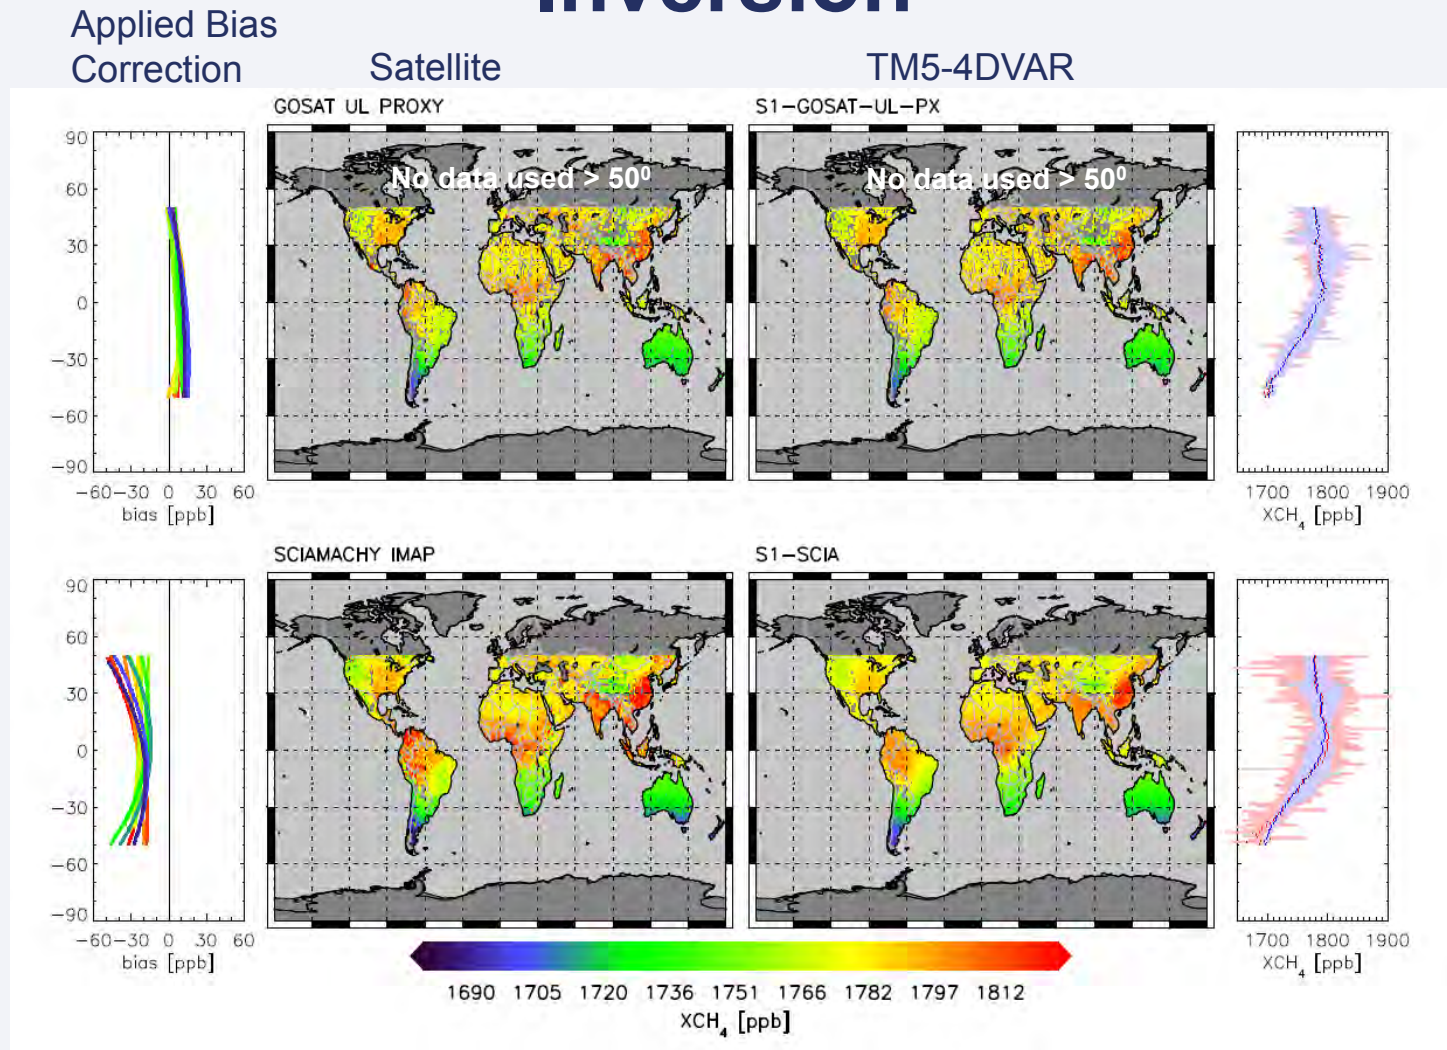 Inversion
Applied Bias
Correction
Satellite
TM5-4DVAR
GOSAT UL PROXY
S1-GOSAT-UL-PX
No data used > 50⁰
No data used > 50⁰
90
60
30
0
-30
-60
-90
-60 -30 0 30 60
bias [ppb]
1700 1800 1900
XCH₄ [ppb]
SCIAMACHY IMAP
S1-SCIA
90
60
30
0
-30
-60
-90
-60 -30 0 30 60
bias [ppb]
1700 1800 1900
XCH₄ [ppb]
1690 1705 1720 1736 1751 1766 1782 1797 1812
XCH₄ [ppb]